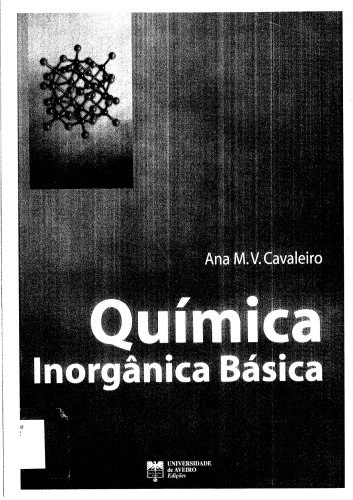 Ana M. V. Cavaleiro
Química
Inorgânica Básica
UNIVERSIDADE
de AVEIRO
Edições